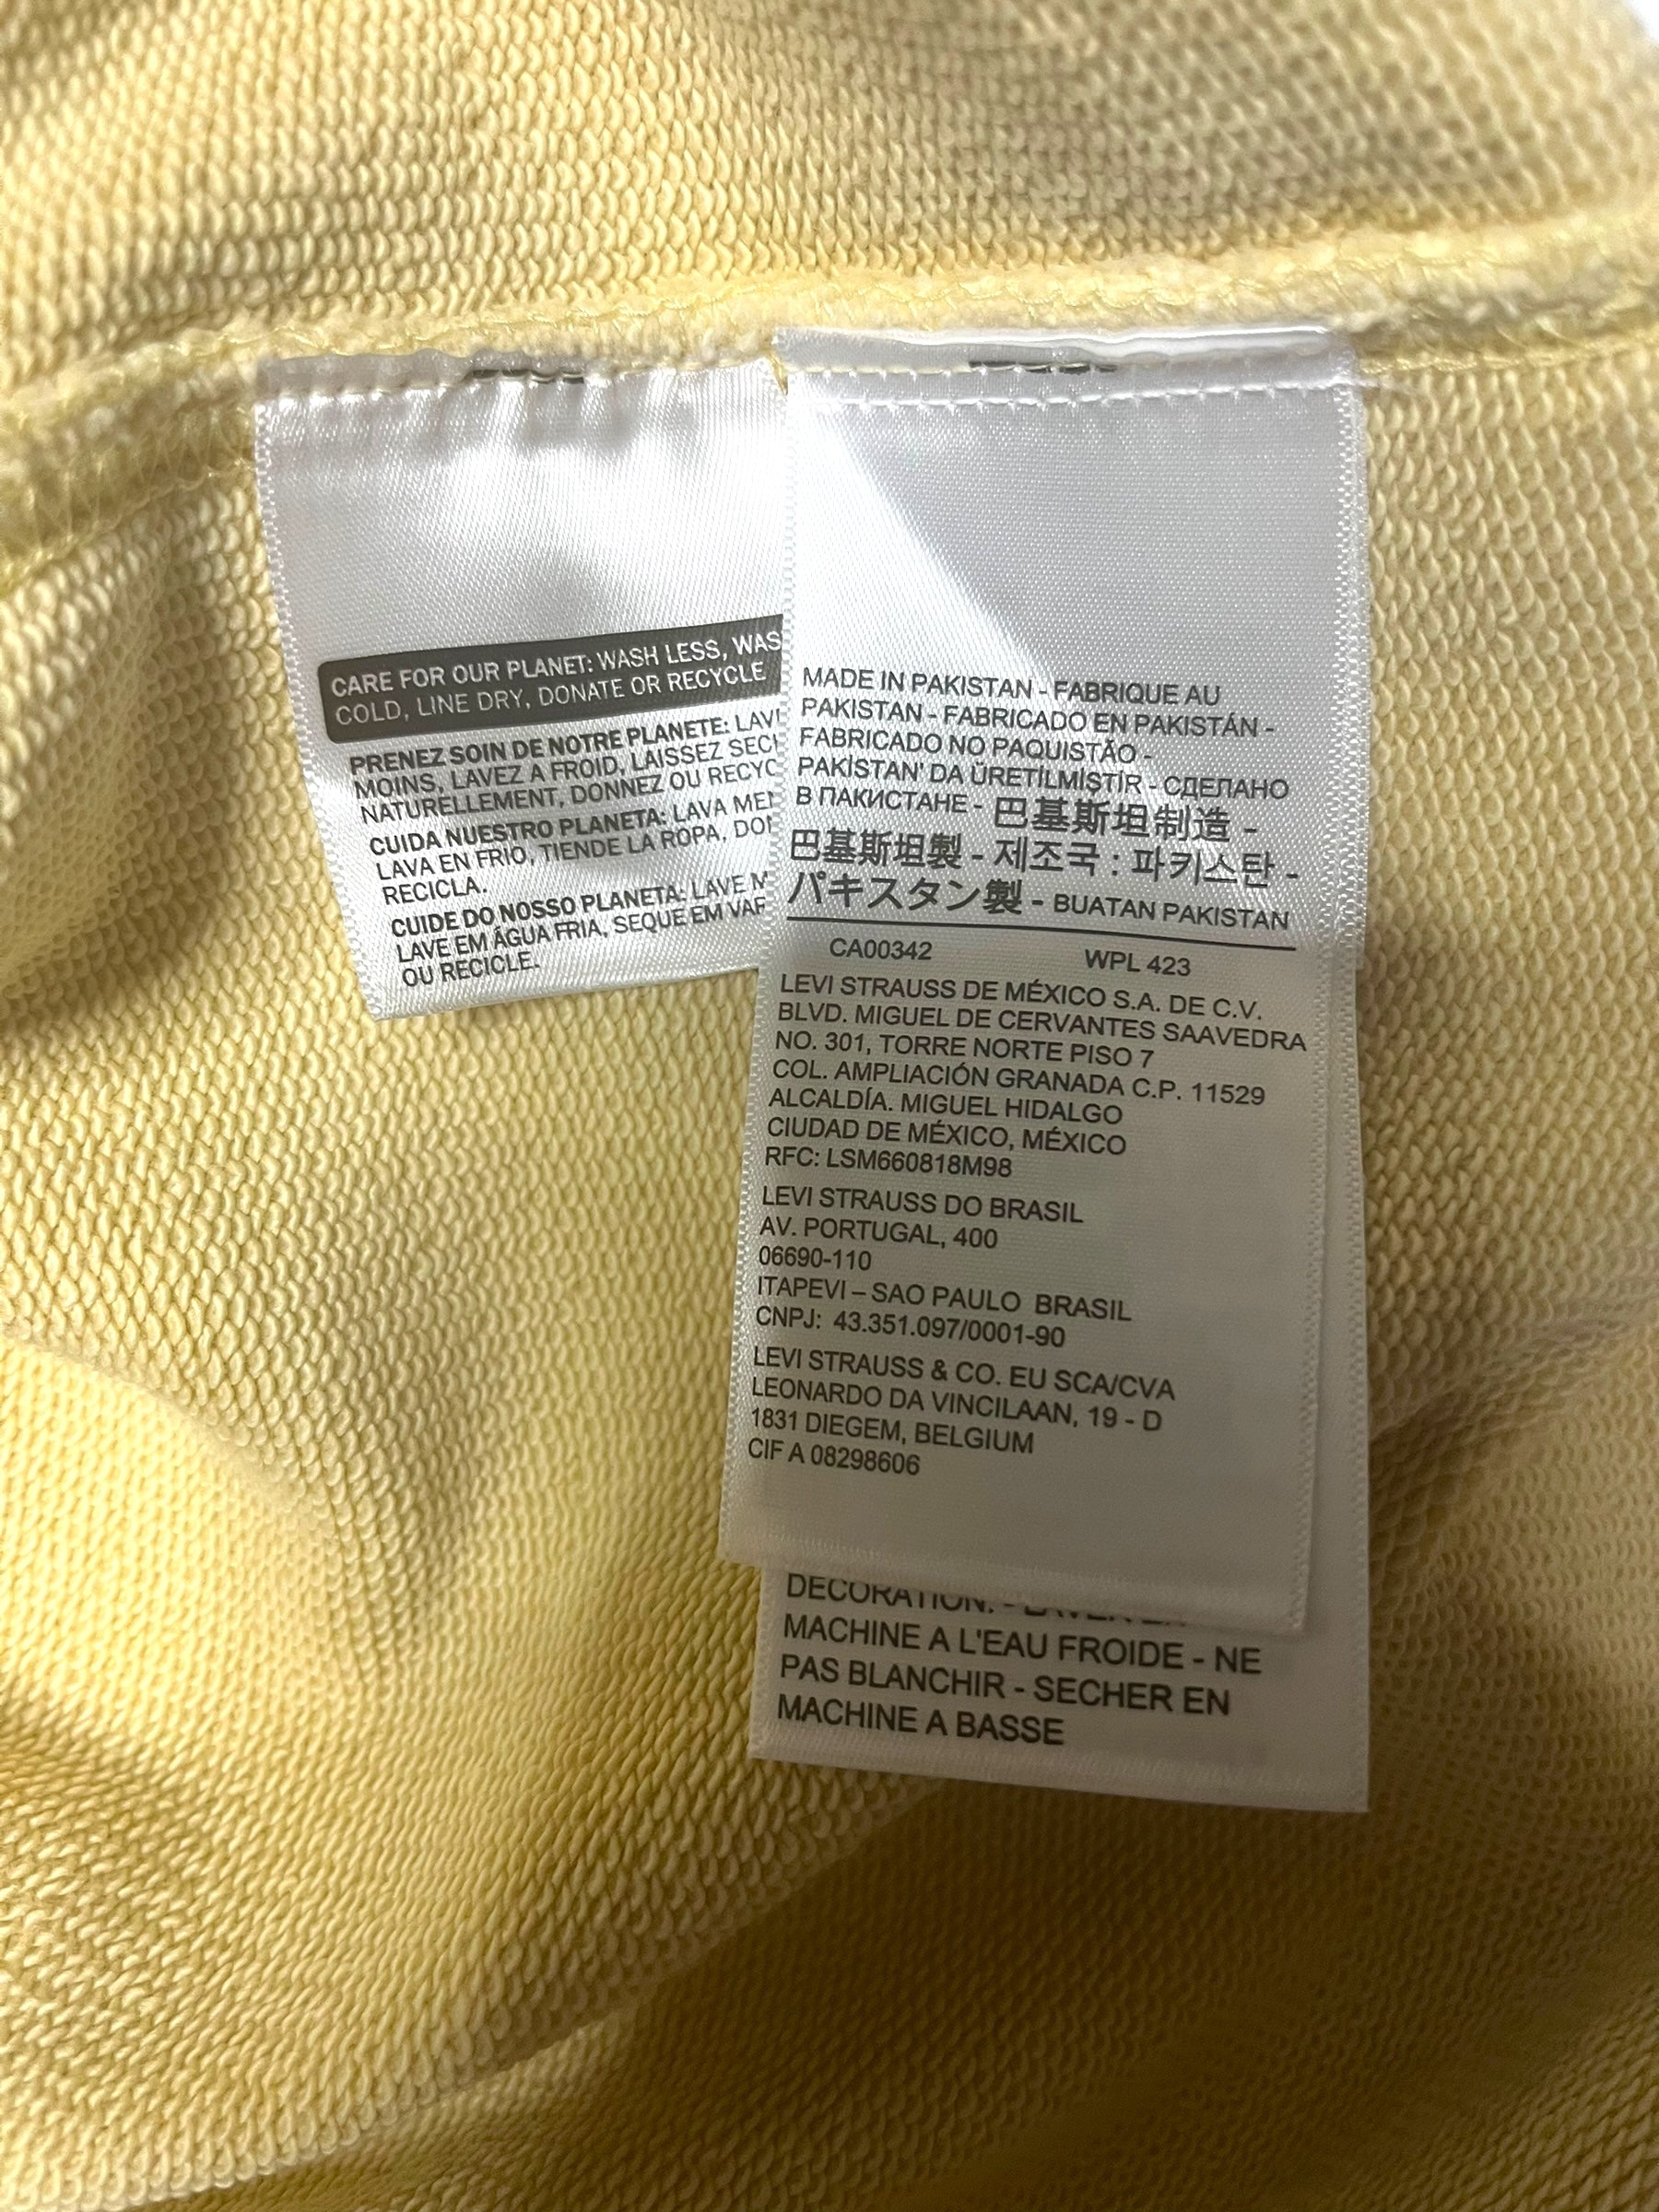 CARE FOR OUR PLANET: WASH LESS, WAS
COLD, LINE DRY, DONATE OR RECYCLE
PRENEZ SOIN DE NOTRE PLANETE:
MOINS, LAVEZ A FROID, LAISSEZ
NATURELLEMENT, DONNEZ OU
CUIDA NUESTRO PLANETA: LAVA
LAVA EN FRIO, TIENDE LA ROPA,
RECICLA.
CUIDE DO NOSSO PLANETA: LAVE
LAVE EM ÁGUA FRIA, SEQUE EM
OU RECICLE.
MADE IN PAKISTAN - FABRIQUE AU
PAKISTAN - FABRICADO EN PAKISTÁN -
FABRICADO NO PAQUISTÃO -
PAKİSTAN' DA ÜRETİLMİŞTİR - СДЕЛАНО
В ПАКИСТАНЕ - 巴基斯坦制造 -
巴基斯坦製 - 제조국 : 파키스탄 -
パキスタン製 - BUATAN PAKISTAN
CA00342 WPL 423
LEVI STRAUSS DE MÉXICO S.A. DE C.V.
BLVD. MIGUEL DE CERVANTES SAAVEDRA
NO. 301, TORRE NORTE PISO 7
COL. AMPLIACIÓN GRANADA C.P. 11529
ALCALDÍA. MIGUEL HIDALGO
CIUDAD DE MÉXICO, MÉXICO
RFC: LSM660818M98
LEVI STRAUSS DO BRASIL
AV. PORTUGAL, 400
06690-110
ITAPEVI – SAO PAULO BRASIL
CNPJ: 43.351.097/0001-90
LEVI STRAUSS & CO. EU SCA/CVA
LEONARDO DA VINCILAAN, 19 - D
1831 DIEGEM, BELGIUM
CIF A 08298606
DECORATION. -
MACHINE A L'EAU FROIDE - NE
PAS BLANCHIR - SECHER EN
MACHINE A BASSE